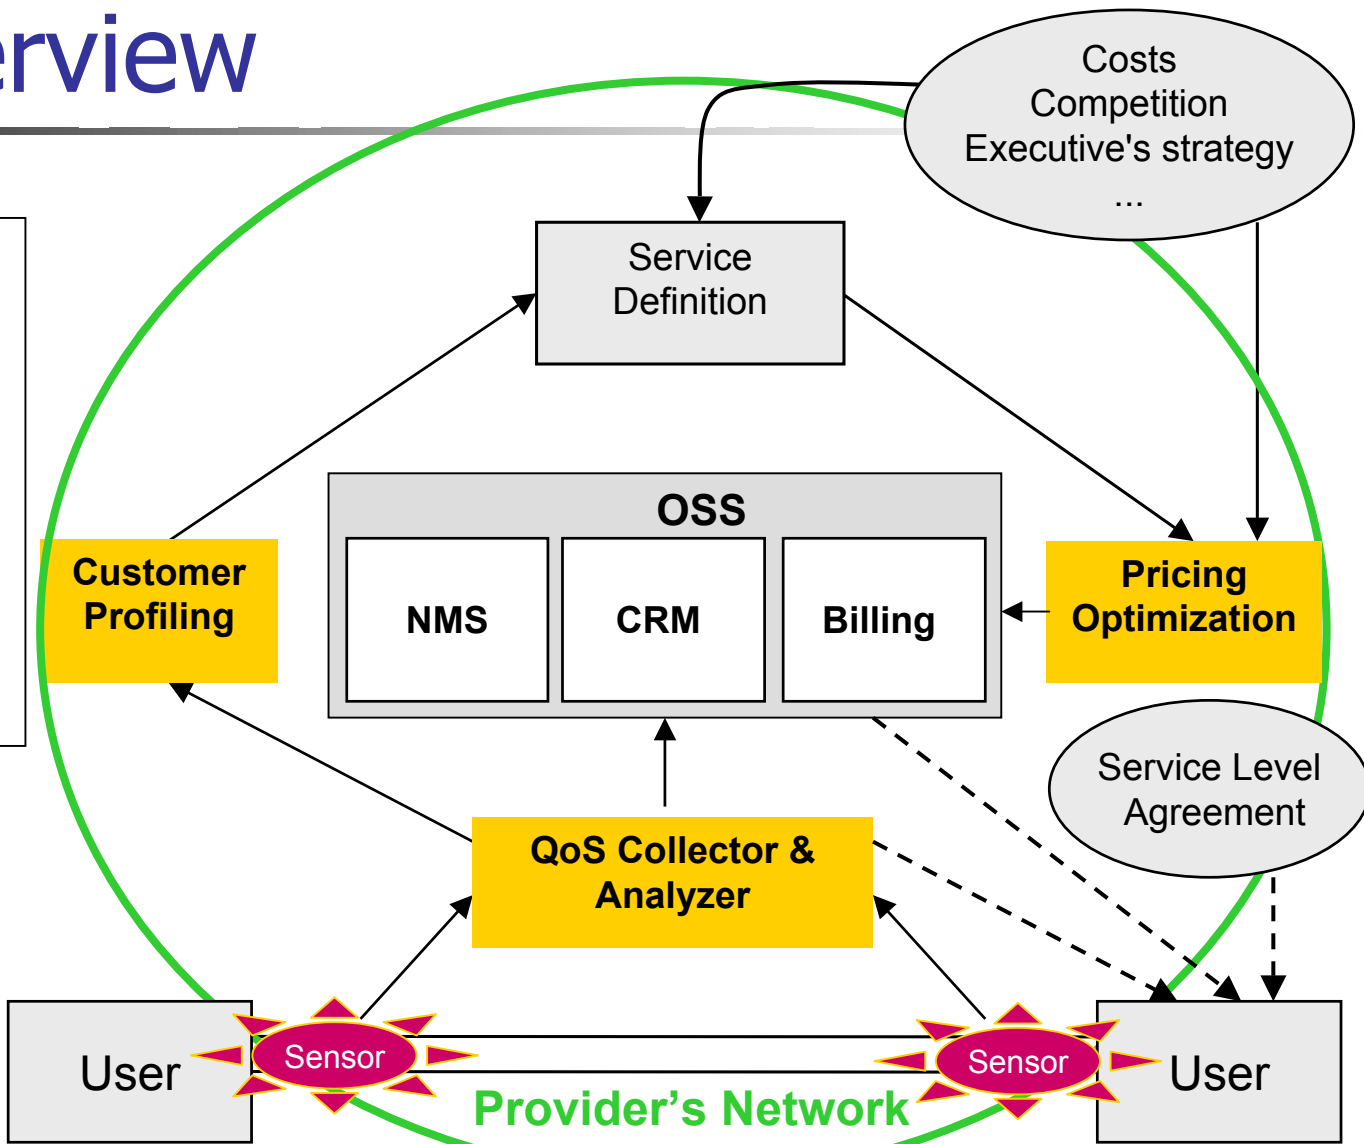 erview
Costs
Competition
Executive's strategy
...
Service
Definition
OSS
Customer
Profiling
NMS
CRM
Billing
Pricing
Optimization
Service Level
Agreement
QoS Collector &
Analyzer
User
Sensor
Sensor
User
Provider's Network